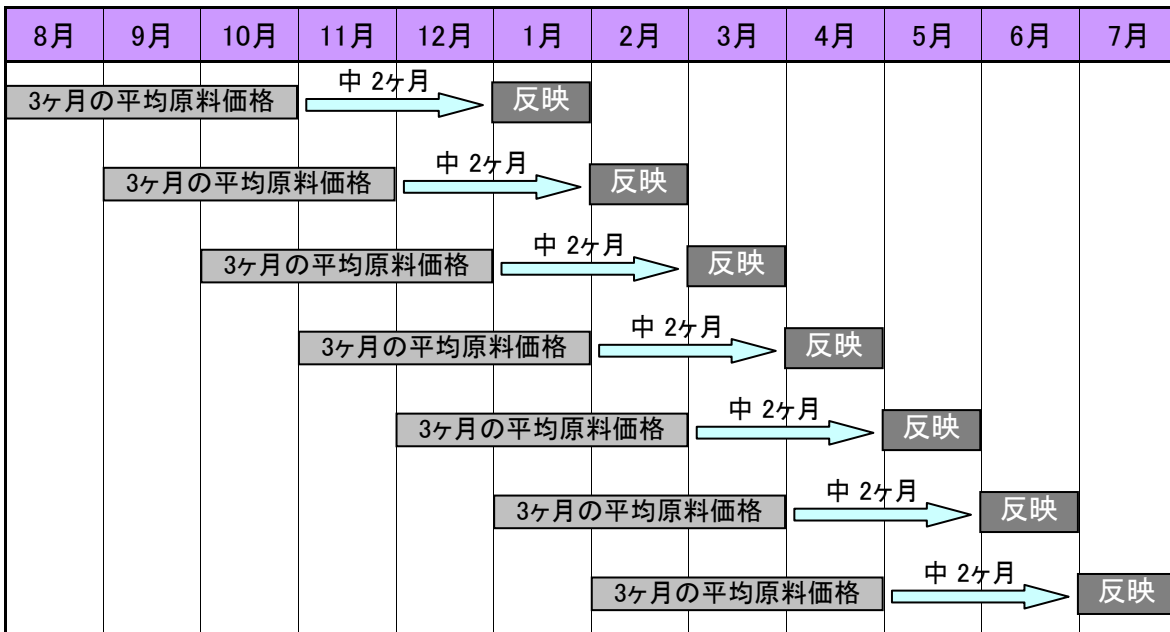 8月 9月 10月 11月 12月 1月 2月 3月 4月 5月 6月 7月
3ヶ月の平均原料価格 中 2ヶ月 反映
3ヶ月の平均原料価格 中 2ヶ月 反映
3ヶ月の平均原料価格 中 2ヶ月 反映
3ヶ月の平均原料価格 中 2ヶ月 反映
3ヶ月の平均原料価格 中 2ヶ月 反映
3ヶ月の平均原料価格 中 2ヶ月 反映
3ヶ月の平均原料価格 中 2ヶ月 反映